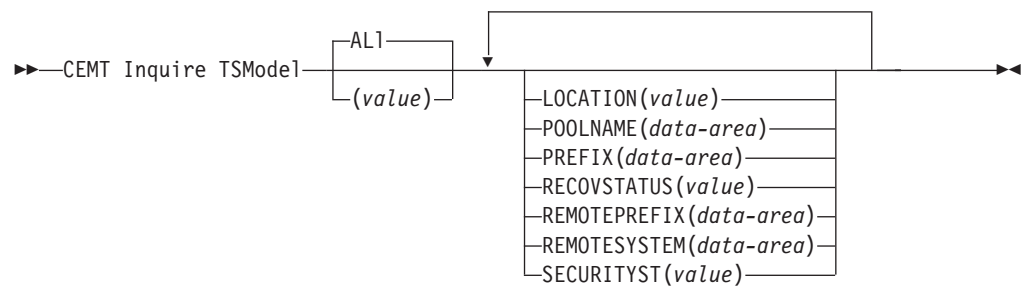 ALl
CEMT Inquire TSModel
(value)
LOCATION(value)
POOLNAME(data-area)
PREFIX(data-area)
RECOVSTATUS(value)
REMOTEPREFIX(data-area)
REMOTESYSTEM(data-area)
SECURITYST(value)